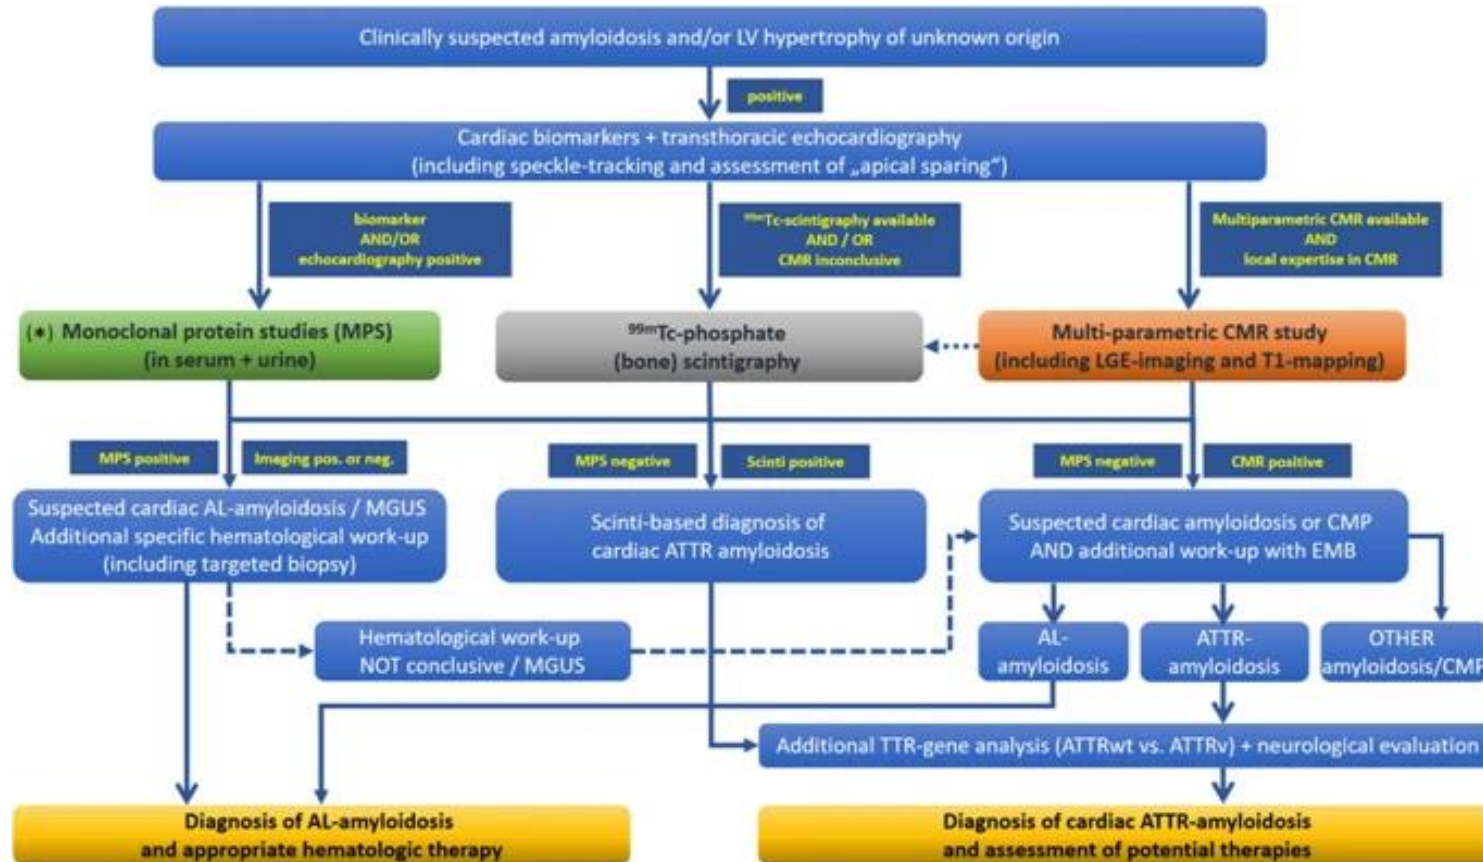 Clinically suspected amyloidosis and/or LV hypertrophy of unknown origin
positive
Cardiac biomarkers + transthoracic echocardiography
(including speckle-tracking and assessment of „apical sparing“)
biomarker
AND/OR
echocardiography positive
⁹⁹ᵐTc-scintigraphy available
AND / OR
CMR inconclusive
Multiparametric CMR available
AND
local expertise in CMR
(*) Monoclonal protein studies (MPS)
(in serum + urine)
⁹⁹ᵐTc-phosphate
(bone) scintigraphy
Multi-parametric CMR study
(including LGE-imaging and T1-mapping)
MPS positive
Imaging pos. or neg.
MPS negative
Scinti positive
MPS negative
CMR positive
Suspected cardiac AL-amyloidosis / MGUS
Additional specific hematological work-up
(including targeted biopsy)
Scinti-based diagnosis of
cardiac ATTR amyloidosis
Suspected cardiac amyloidosis or CMP
AND additional work-up with EMB
Hematological work-up
NOT conclusive / MGUS
AL-
amyloidosis
ATTR-
amyloidosis
OTHER
amyloidosis/CMP
Additional TTR-gene analysis (ATTRwt vs. ATTRv) + neurological evaluation
Diagnosis of AL-amyloidosis
and appropriate hematologic therapy
Diagnosis of cardiac ATTR-amyloidosis
and assessment of potential therapies